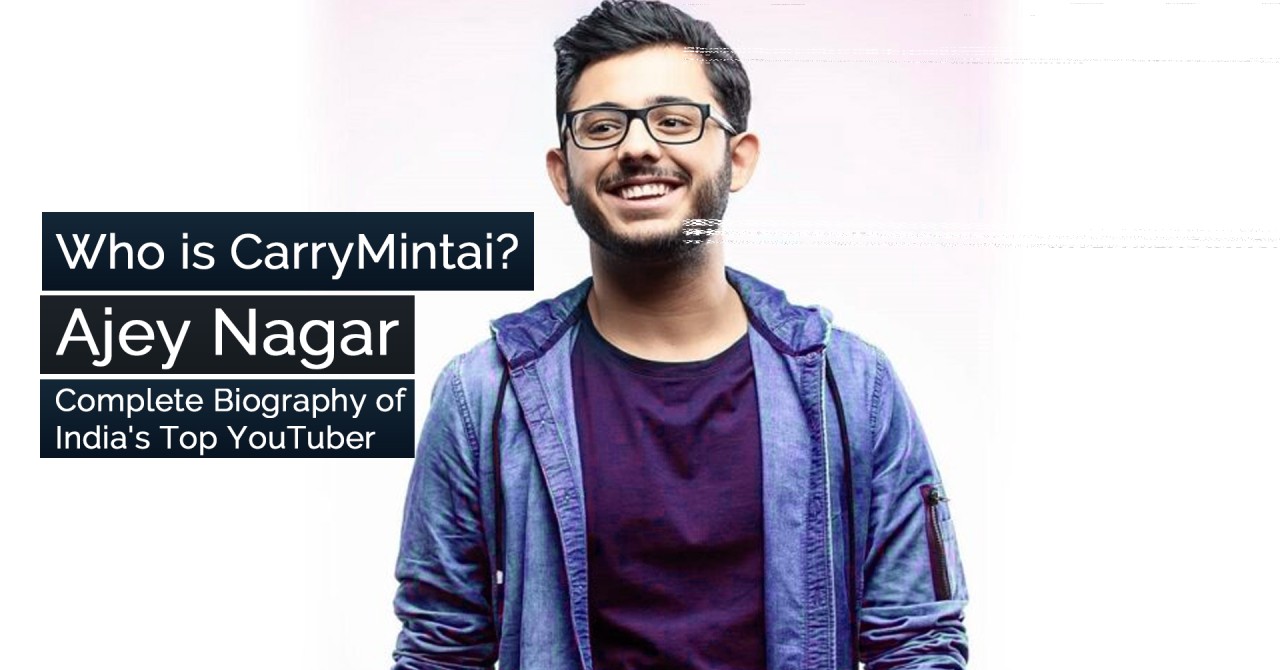 Who is CarryMintai?
Ajey Nagar
Complete Biography of
India's Top YouTuber